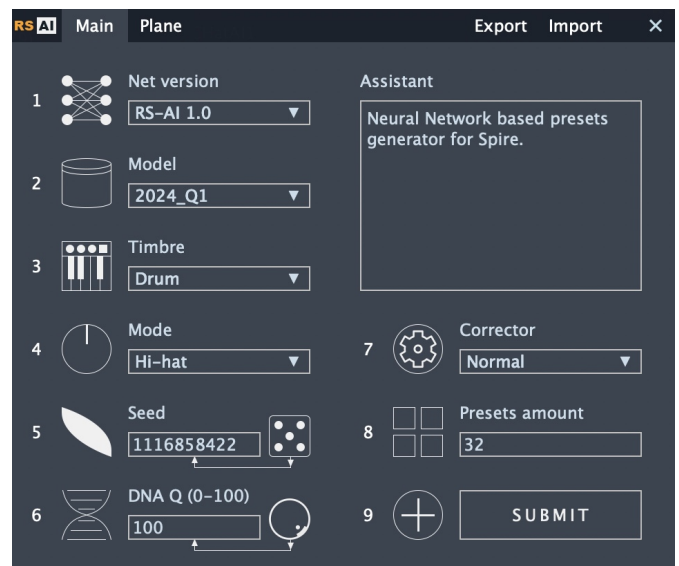 RS AI Main Plane Export Import ×
Assistant
Neural Network based presets
generator for Spire.
1
Net version
RS-AI 1.0 ▼
2
Model
2024_Q1 ▼
3
Timbre
Drum ▼
4
Mode
Hi-hat ▼
5
Seed
1116858422
6
DNA Q (0-100)
100
7
Corrector
Normal ▼
8
Presets amount
32
9
SUBMIT